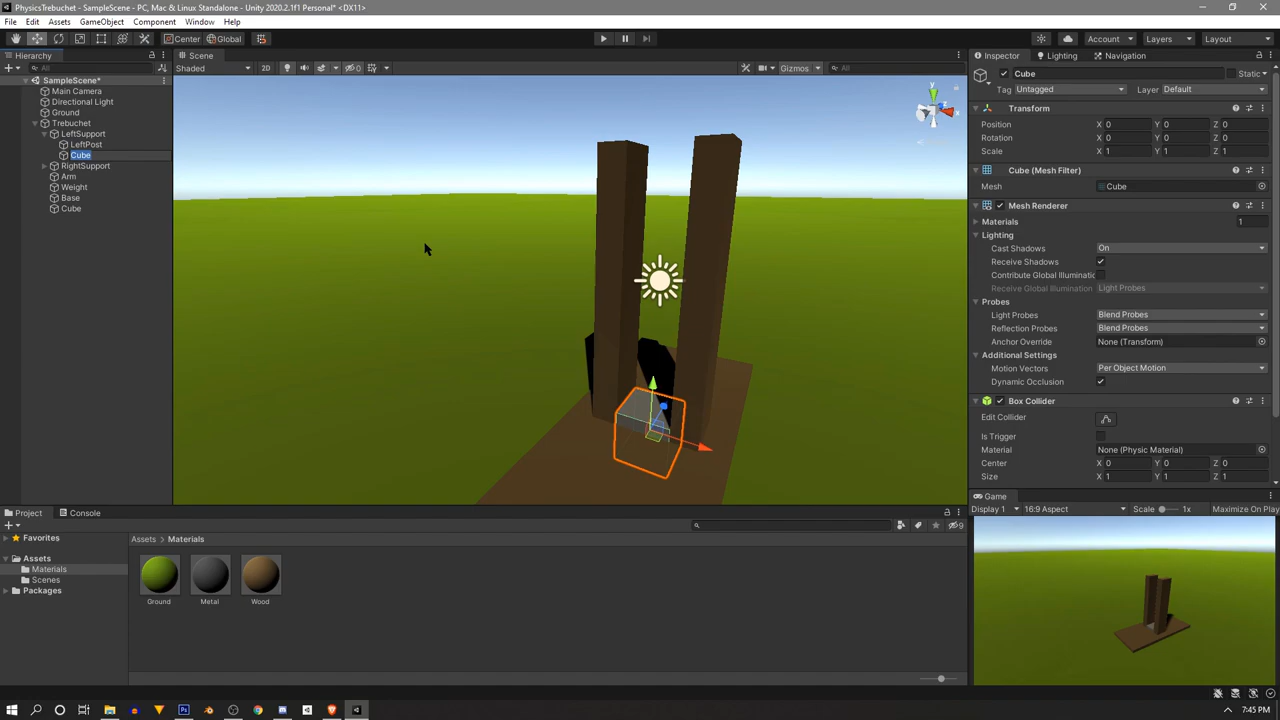 PhysicsTrebuchet - SampleScene - PC, Mac & Linux Standalone - Unity 2020.2.1f1 Personal* <DX11>
File Edit Assets GameObject Component Window Help
Center Global Account Layers Layout
Hierarchy
All
SampleScene*
Main Camera
Directional Light
Ground
Trebuchet
LeftSupport
LeftPost
Cube
RightSupport
Arm
Weight
Base
Cube
Scene
Shaded 2D 0 Gizmos All
y
x
z
Inspector Lighting Navigation
Cube Static
Tag Untagged Layer Default
Transform
Position X 0 Y 0 Z 0
Rotation X 0 Y 0 Z 0
Scale X 1 Y 1 Z 1
Cube (Mesh Filter)
Mesh Cube
Mesh Renderer
Materials 1
Lighting
Cast Shadows On
Receive Shadows
Contribute Global Illuminatic
Receive Global Illumination Light Probes
Probes
Light Probes Blend Probes
Reflection Probes Blend Probes
Anchor Override None (Transform)
Additional Settings
Motion Vectors Per Object Motion
Dynamic Occlusion
Box Collider
Edit Collider
Is Trigger
Material None (Physic Material)
Center X 0 Y 0 Z 0
Size X 1 Y 1 Z 1
Game
Display 1 16:9 Aspect Scale 1x Maximize On Play
Project Console
9
Favorites
Assets
Materials
Scenes
Packages
Assets > Materials
Ground Metal Wood
7:45 PM